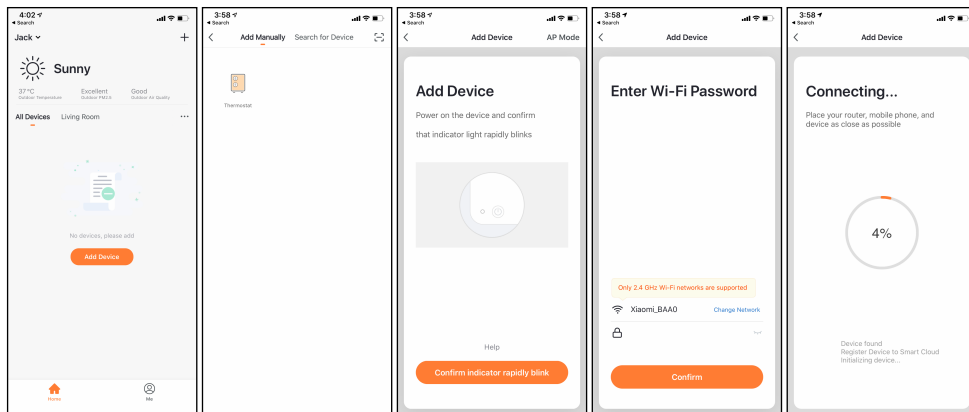 4:02
Search
Jack
Sunny
37°C
Excellent
Good
Outdoor Temperature
Outdoor PM2.5
Outdoor Air Quality
All Devices
Living Room
No devices, please add
Add Device
Home
Me
3:58
Search
Add Manually
Search for Device
Thermostat
3:58
Search
Add Device
AP Mode
Add Device
Power on the device and confirm
that indicator light rapidly blinks
Help
Confirm indicator rapidly blink
3:58
Search
Add Device
Enter Wi-Fi Password
Only 2.4 GHz Wi-Fi networks are supported
Xiaomi_BAA0
Change Network
Confirm
3:58
Search
Add Device
Connecting...
Place your router, mobile phone, and
device as close as possible
4%
Device found
Register Device to Smart Cloud
Initializing device...